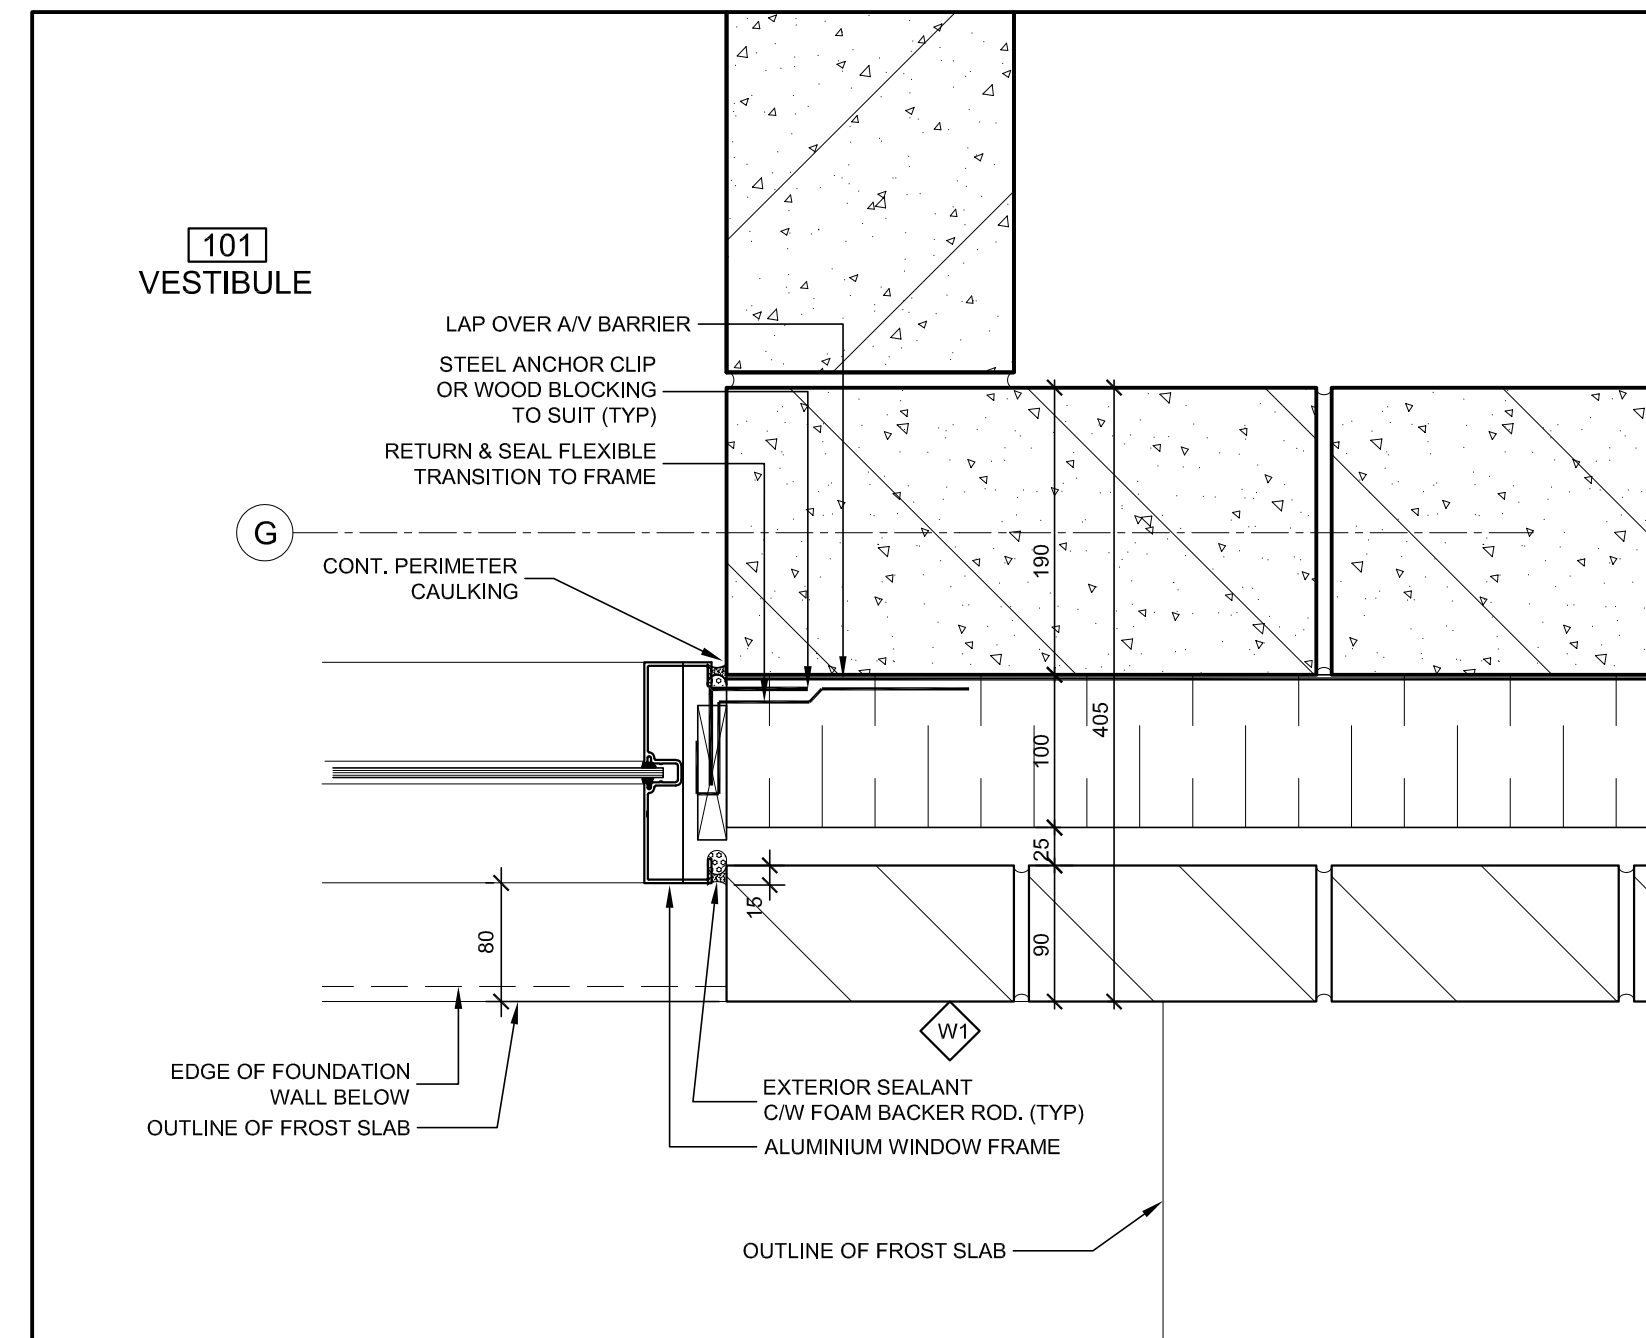 101
VESTIBULE
LAP OVER A/V BARRIER
STEEL ANCHOR CLIP
OR WOOD BLOCKING
TO SUIT (TYP)
RETURN & SEAL FLEXIBLE
TRANSITION TO FRAME
G
CONT. PERIMETER
CAULKING
190
405
100
25
15
90
80
W1
EDGE OF FOUNDATION
WALL BELOW
OUTLINE OF FROST SLAB
EXTERIOR SEALANT
C/W FOAM BACKER ROD. (TYP)
ALUMINIUM WINDOW FRAME
OUTLINE OF FROST SLAB